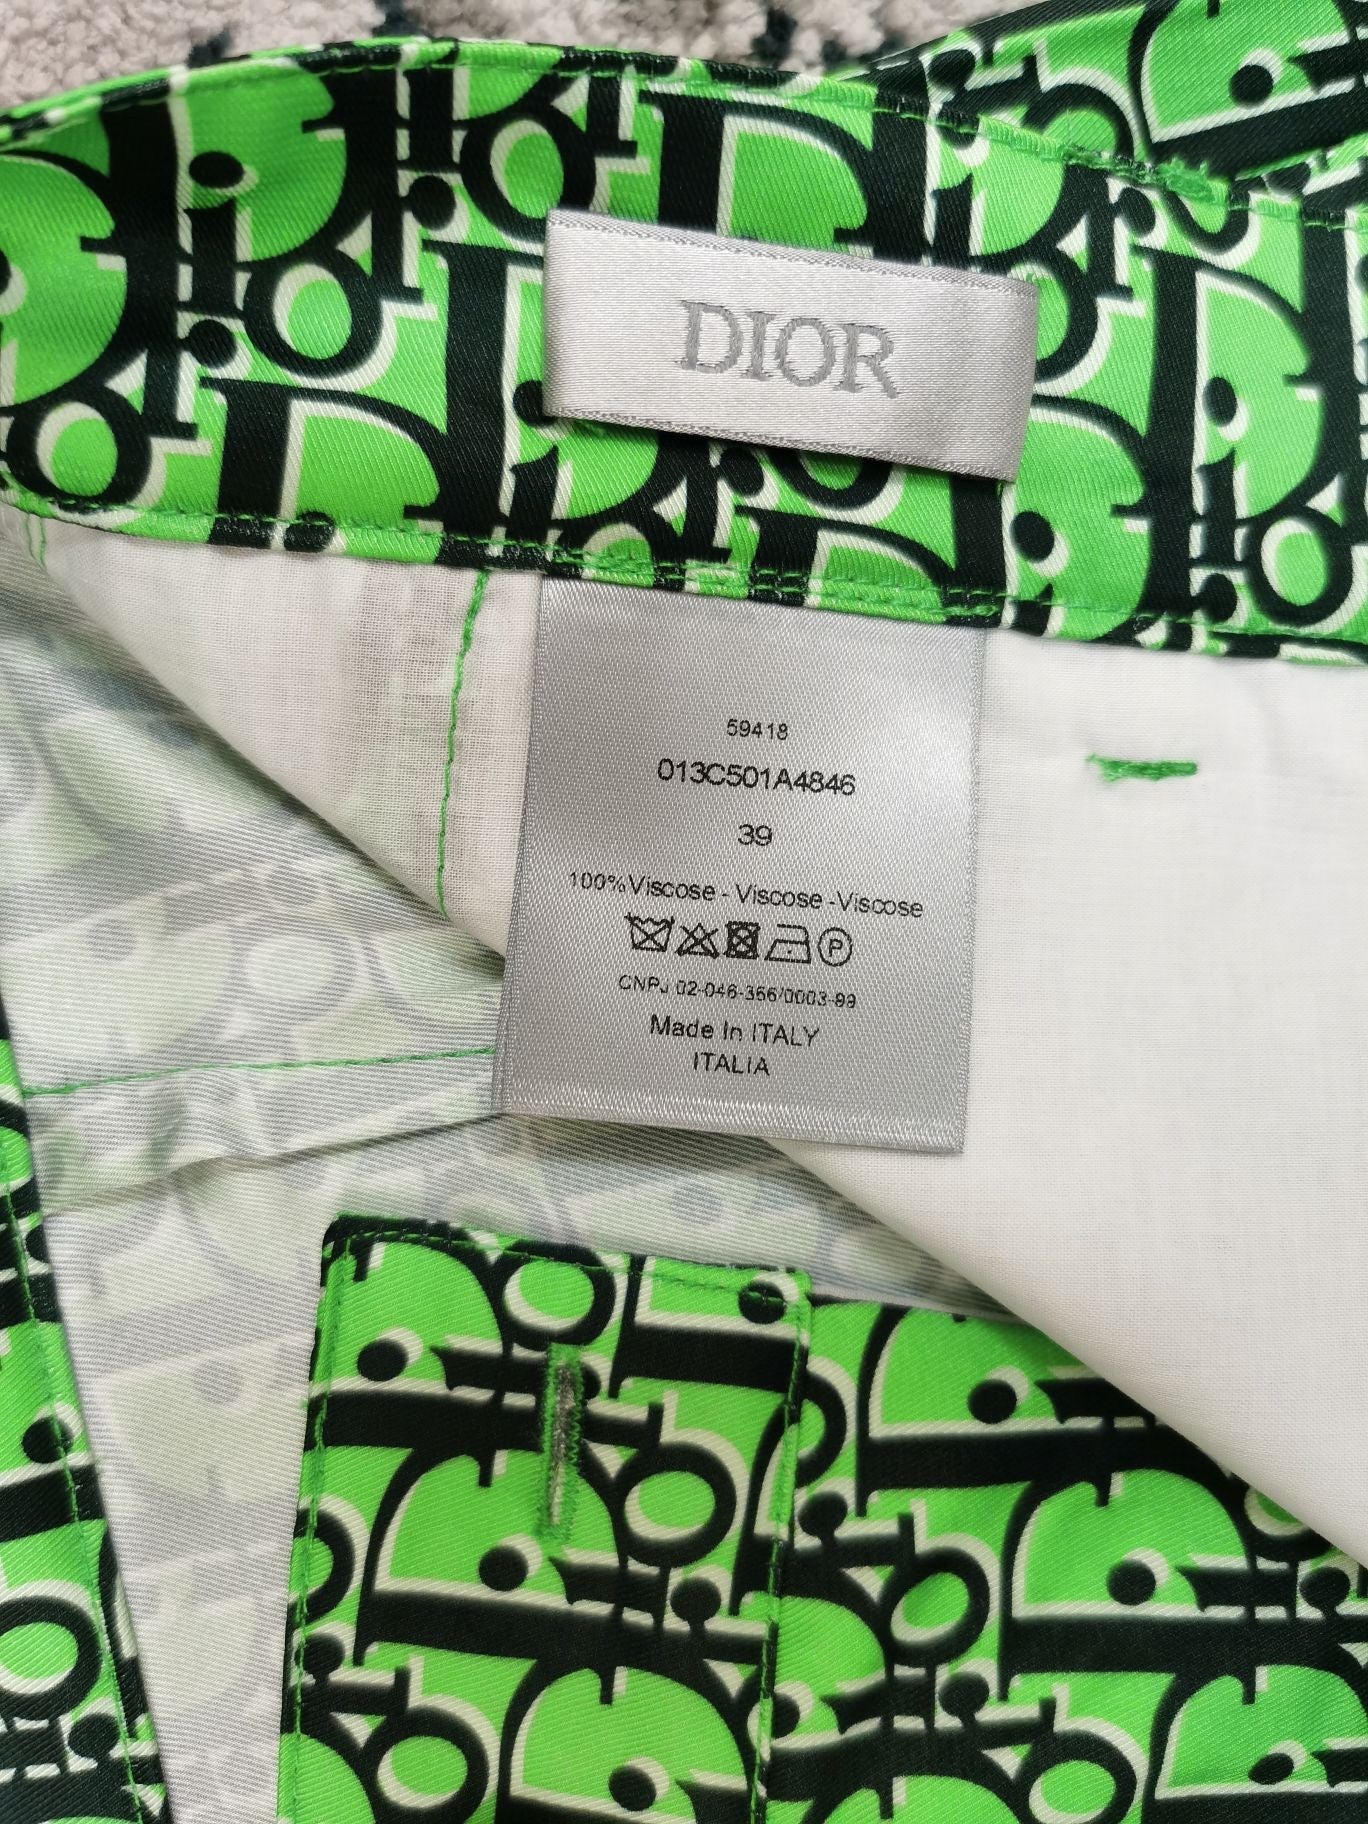 DIOR
59418
013C501A4846
39
100%Viscose - Viscose -Viscose
P
CNPJ 02-046-366/0003-99
Made In ITALY
ITALIA